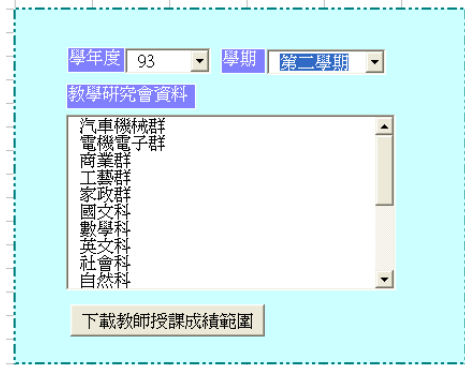 學年度 93 學期 第二學期
教學研究會資料
汽車機械群
電機電子群
商業群
工藝群
家政群
國文科
數學科
英文科
社會科
自然科
下載教師授課成績範圍